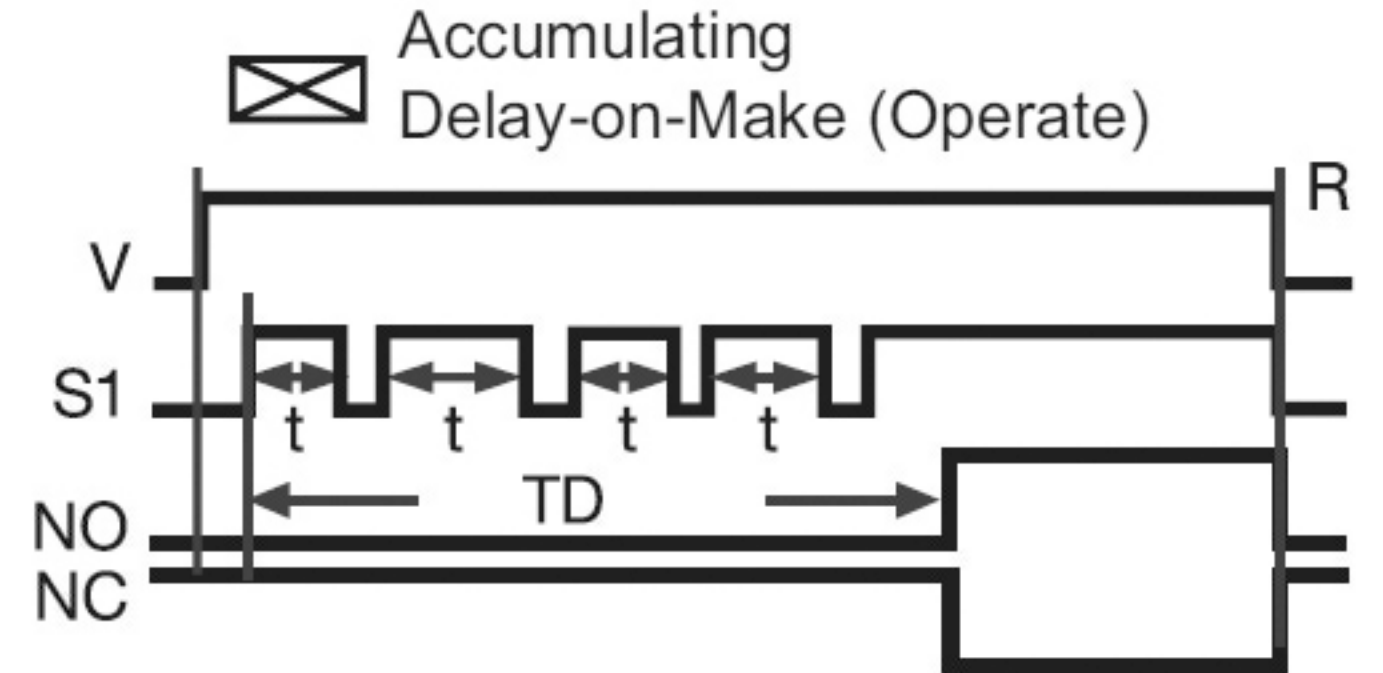 Accumulating
Delay-on-Make (Operate)
R
V
S1
t t t t
TD
NO
NC